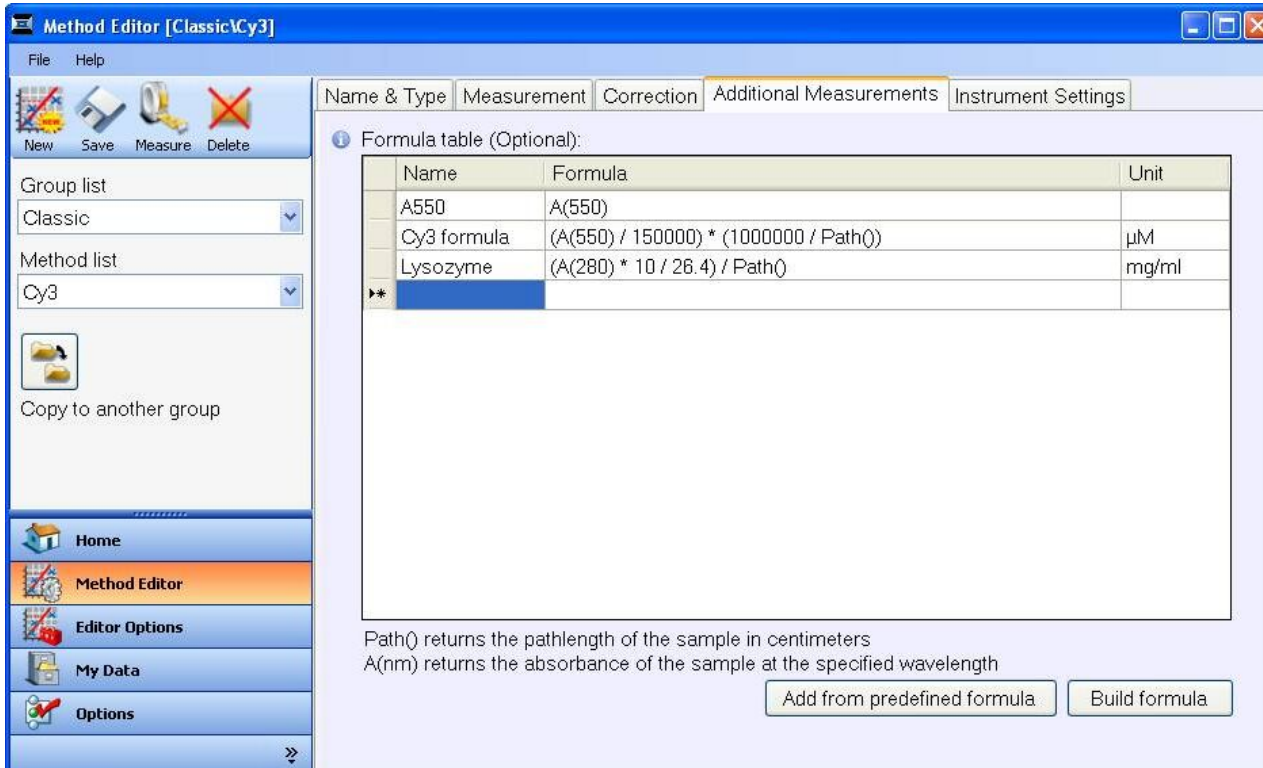 Method Editor [Classic\Cy3]
File Help
New Save Measure Delete
Group list
Classic
Method list
Cy3
Copy to another group
Home
Method Editor
Editor Options
My Data
Options
Name & Type Measurement Correction Additional Measurements Instrument Settings
Formula table (Optional):
Name Formula Unit
A550 A(550)
Cy3 formula (A(550) / 150000) * (1000000 / Path()) µM
Lysozyme (A(280) * 10 / 26.4) / Path() mg/ml
Path() returns the pathlength of the sample in centimeters
A(nm) returns the absorbance of the sample at the specified wavelength
Add from predefined formula Build formula